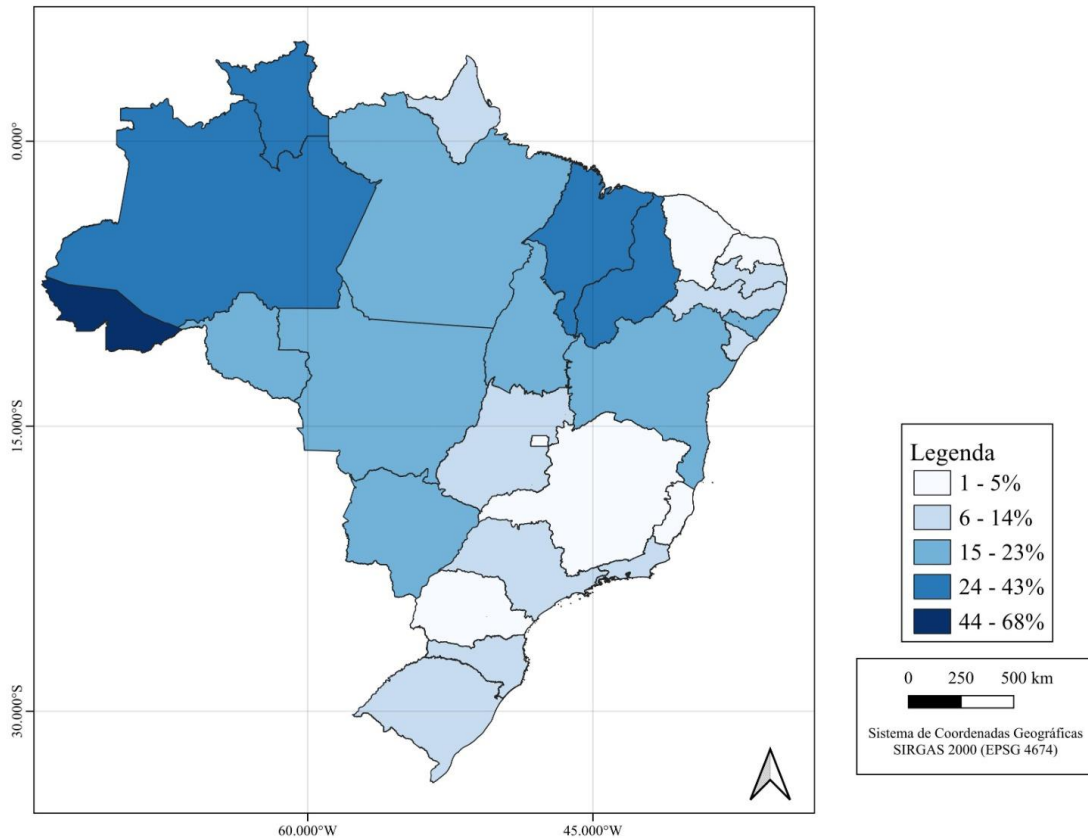 0.000°
15.000°S
30.000°S
60.000°W
45.000°W
Legenda
1 - 5%
6 - 14%
15 - 23%
24 - 43%
44 - 68%
0 250 500 km
Sistema de Coordenadas Geográficas
SIRGAS 2000 (EPSG 4674)